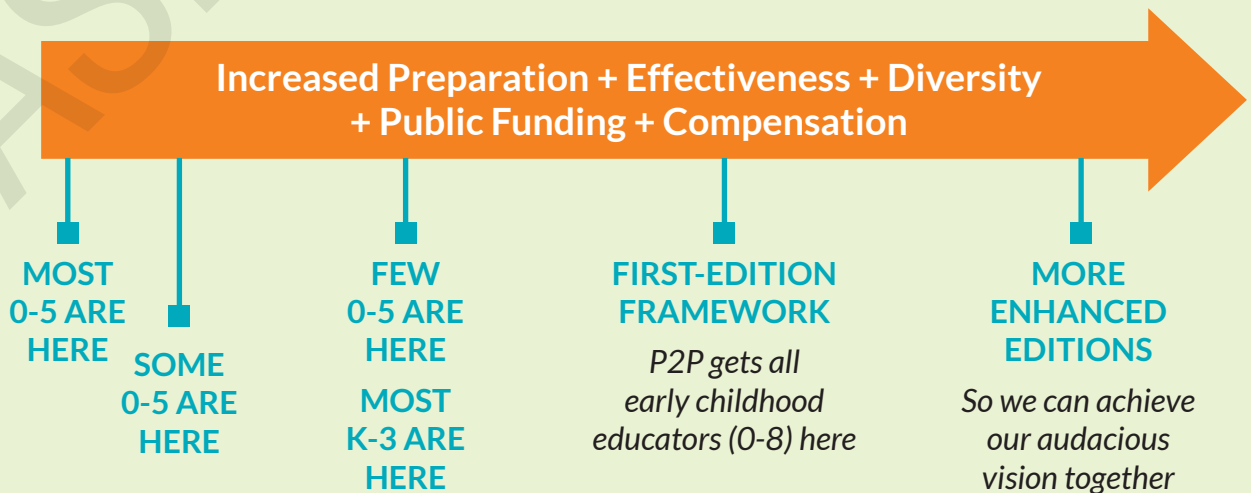 Increased Preparation + Effectiveness + Diversity
+ Public Funding + Compensation
MOST
0-5 ARE
HERE
SOME
0-5 ARE
HERE
FEW
0-5 ARE
HERE
MOST
K-3 ARE
HERE
FIRST-EDITION
FRAMEWORK
P2P gets all
early childhood
educators (0-8) here
MORE
ENHANCED
EDITIONS
So we can achieve
our audacious
vision together